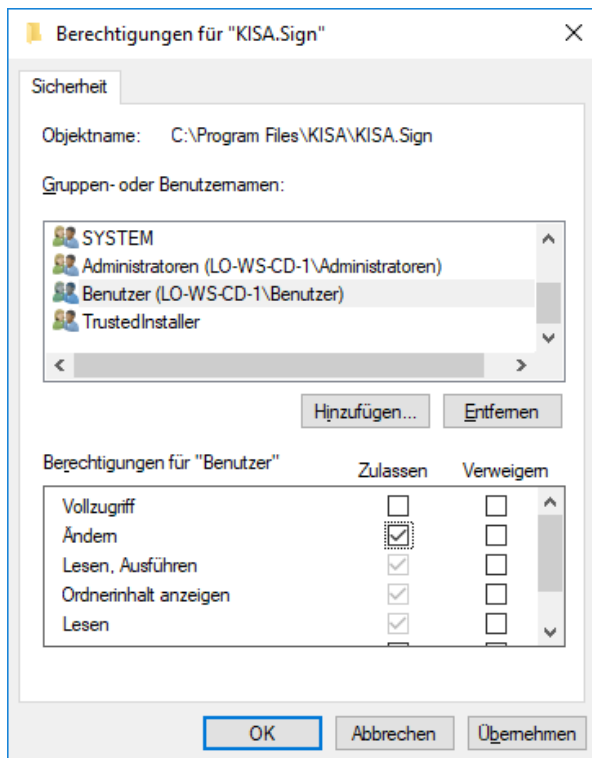 Berechtigungen für "KISA.Sign"
Sicherheit
Objektname: C:\Program Files\KISA\KISA.Sign
Gruppen- oder Benutzernamen:
SYSTEM
Administratoren (LO-WS-CD-1\Administratoren)
Benutzer (LO-WS-CD-1\Benutzer)
TrustedInstaller
Hinzufügen... Entfernen
Berechtigungen für "Benutzer" Zulassen Verweigern
Vollzugriff
Ändern
Lesen, Ausführen
Ordnerinhalt anzeigen
Lesen
OK Abbrechen Übernehmen